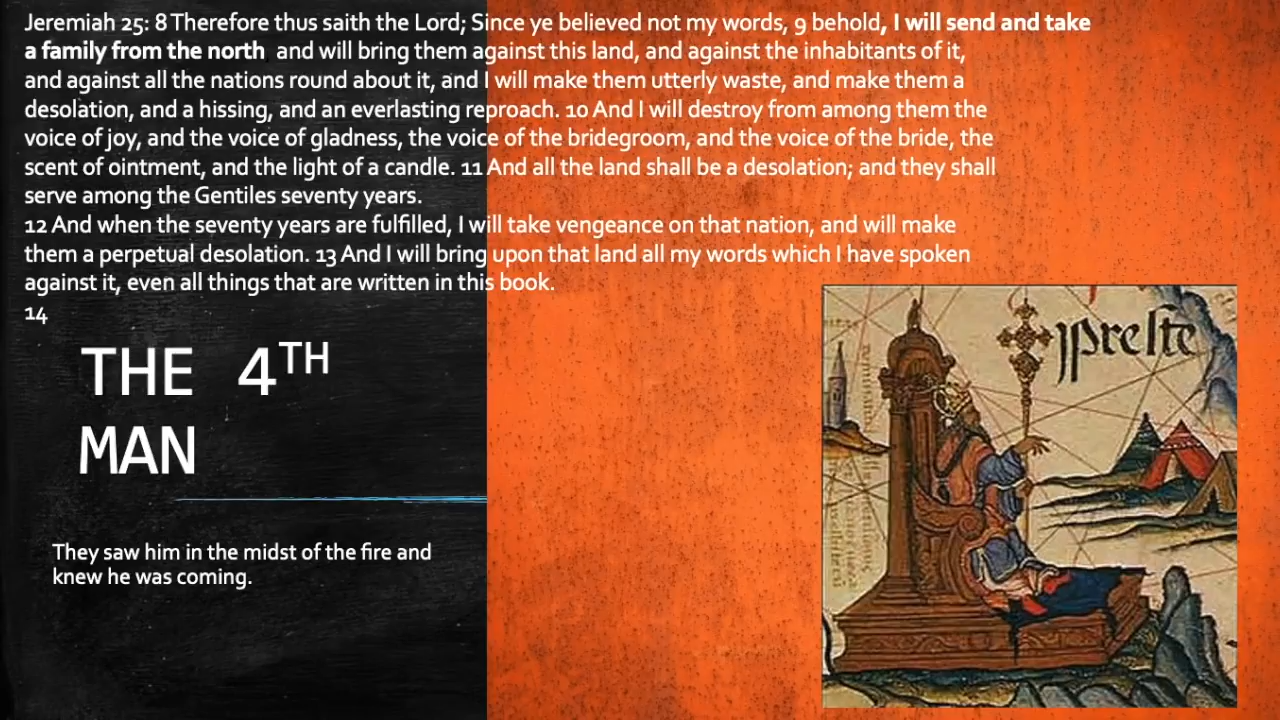 Jeremiah 25: 8 Therefore thus saith the Lord; Since ye believed not my words, 9 behold, I will send and take
a family from the north and will bring them against this land, and against the inhabitants of it,
and against all the nations round about it, and I will make them utterly waste, and make them a
desolation, and a hissing, and an everlasting reproach. 10 And I will destroy from among them the
voice of joy, and the voice of gladness, the voice of the bridegroom, and the voice of the bride, the
scent of ointment, and the light of a candle. 11 And all the land shall be a desolation; and they shall
serve among the Gentiles seventy years.
12 And when the seventy years are fulfilled, I will take vengeance on that nation, and will make
them a perpetual desolation. 13 And I will bring upon that land all my words which I have spoken
against it, even all things that are written in this book.
14
THE 4TH
MAN
They saw him in the midst of the fire and
knew he was coming.
preste